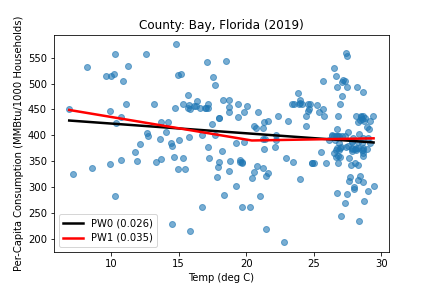 County: Bay, Florida (2019)
Per-Capita Consumption (MMBtu/1000 Households)
550
500
450
400
350
300
250
200
PW0 (0.026)
PW1 (0.035)
10 15 20 25 30
Temp (deg C)